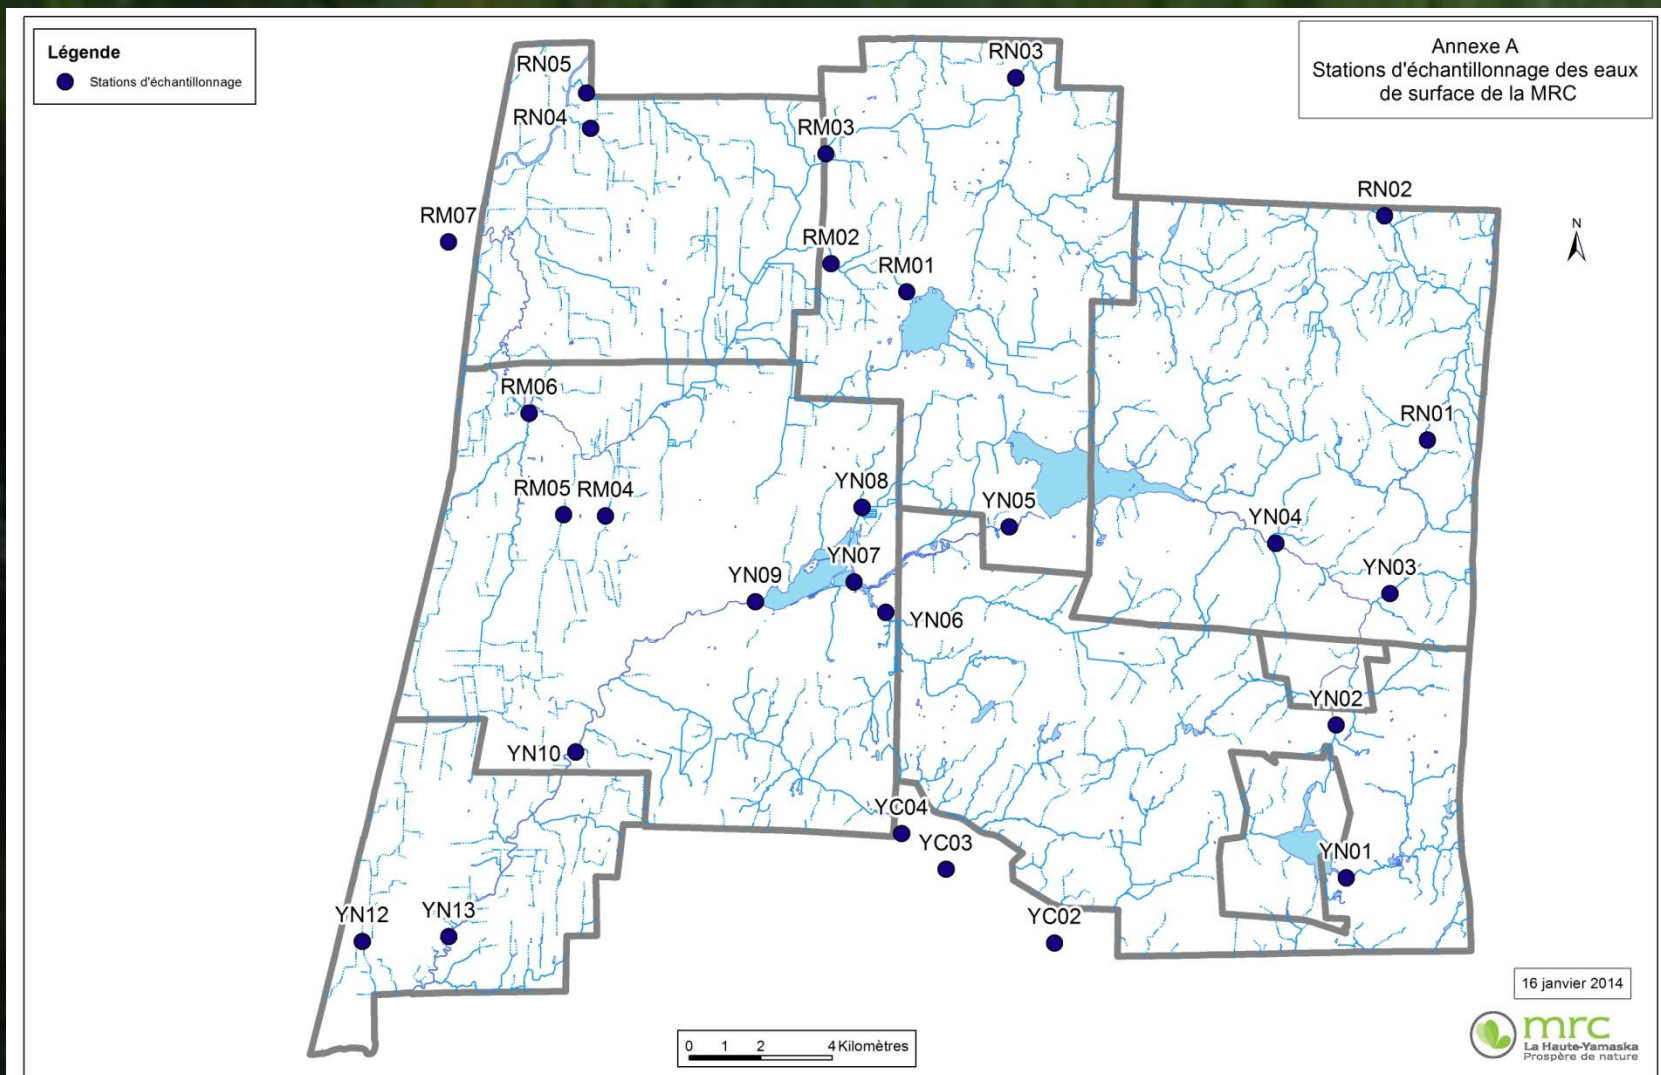 Légende
Stations d'échantillonnage
Annexe A
Stations d'échantillonnage des eaux
de surface de la MRC
RN05
RN03
RN04
RM03
RN02
RM07
N
RM02
RM01
RM06
RN01
YN08
RM05
RM04
YN05
YN04
YN07
YN09
YN03
YN06
YN02
YN10
YC04
YC03
YN01
YN12
YN13
YC02
16 janvier 2014
0 1 2 4 Kilomètres
mrc
La Haute-Yamaska
Prospère de nature